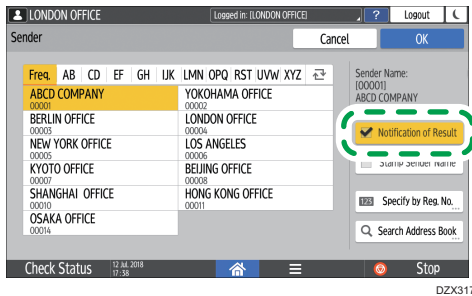 LONDON OFFICE
Logged in: [LONDON OFFICE]
?
Logout
Sender
Cancel
OK
Freq. AB CD EF GH IJK LMN OPQ RST UVW XYZ
ABCD COMPANY
00001
YOKOHAMA OFFICE
00002
BERLIN OFFICE
00003
LONDON OFFICE
00004
NEW YORK OFFICE
00005
LOS ANGELES
00006
KYOTO OFFICE
00007
BEIJING OFFICE
00008
SHANGHAI OFFICE
00010
HONG KONG OFFICE
00011
OSAKA OFFICE
00014
Sender Name:
[00001]
ABCD COMPANY
Notification of Result
Stamp Sender Name
123 Specify by Reg. No.
Search Address Book
Check Status
12 Jul. 2018
17:38
Stop
DZX317